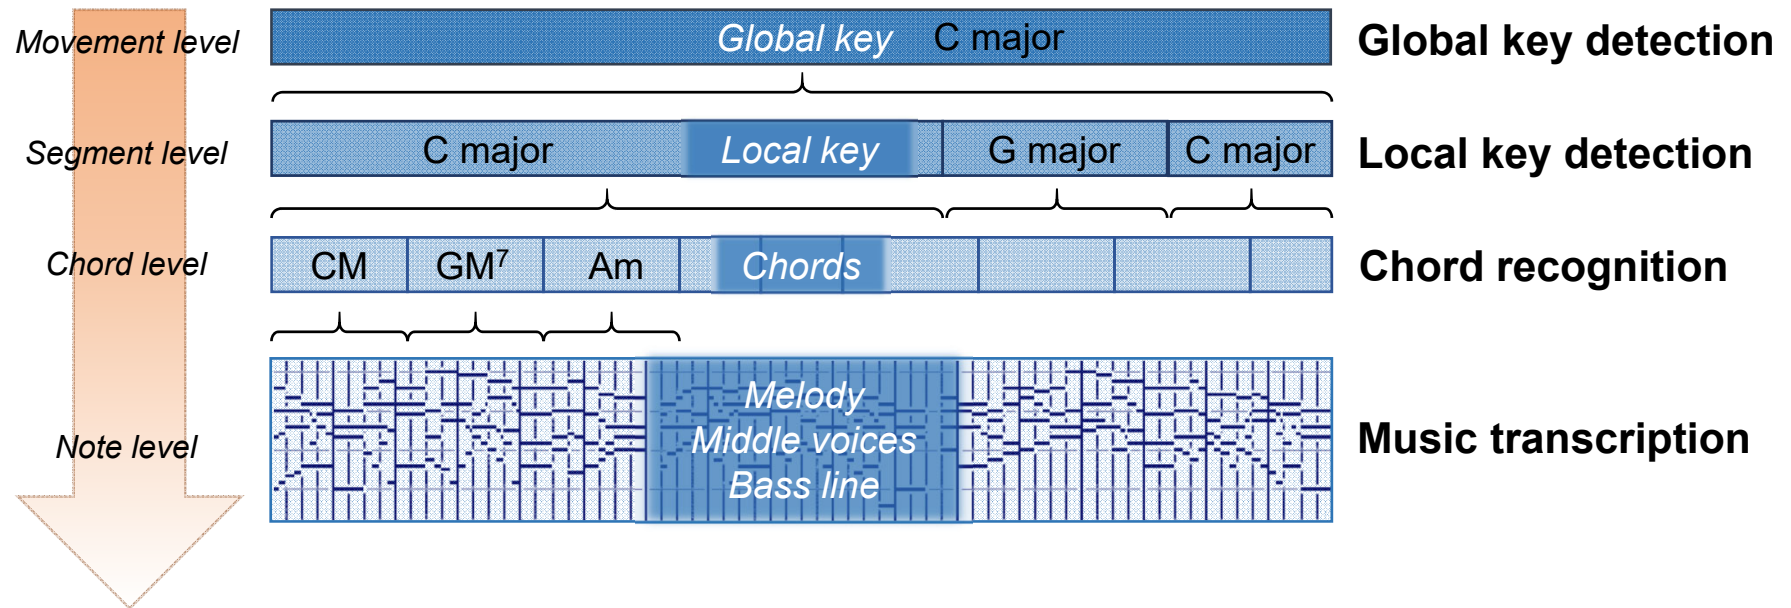 Movement level
Global key C major
Global key detection
Segment level
C major Local key G major C major
Local key detection
Chord level
CM GM⁷ Am Chords
Chord recognition
Note level
Melody
Middle voices
Bass line
Music transcription